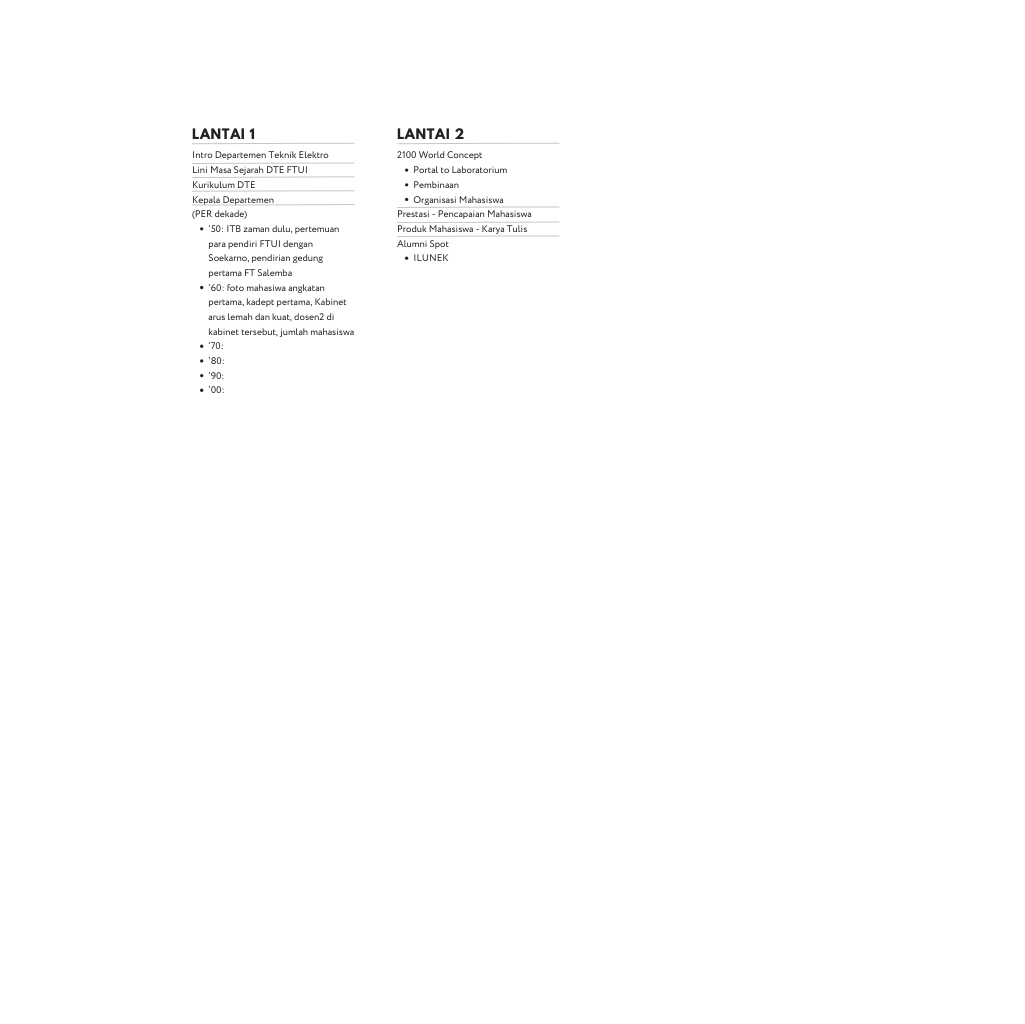 LANTAI 1
Intro Departemen Teknik Elektro
Lini Masa Sejarah DTE FTUI
Kurikulum DTE
Kepala Departemen
(PER dekade)
• '50: ITB zaman dulu, pertemuan
para pendiri FTUI dengan
Soekarno, pendirian gedung
pertama FT Salemba
• '60: foto mahasiwa angkatan
pertama, kadept pertama, Kabinet
arus lemah dan kuat, dosen2 di
kabinet tersebut, jumlah mahasiswa
• '70:
• '80:
• '90:
• '00:
LANTAI 2
2100 World Concept
• Portal to Laboratorium
• Pembinaan
• Organisasi Mahasiswa
Prestasi - Pencapaian Mahasiswa
Produk Mahasiswa - Karya Tulis
Alumni Spot
• ILUNEK